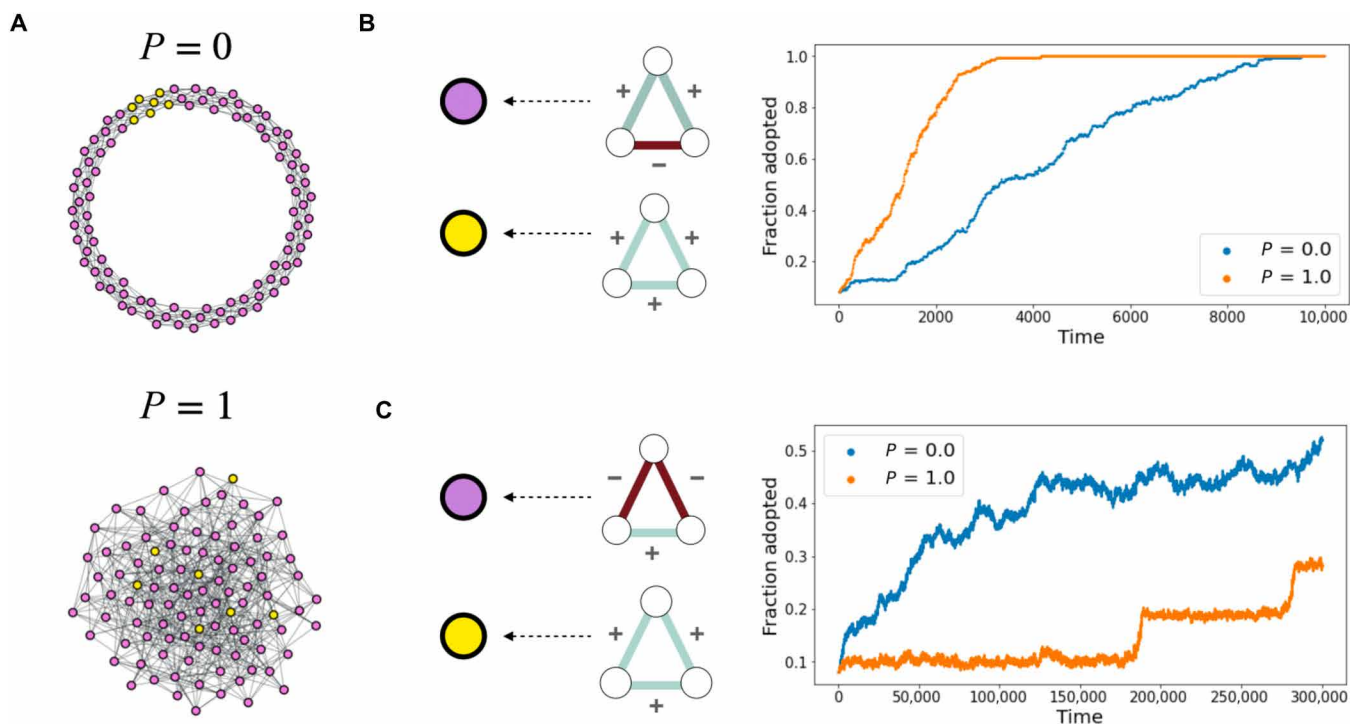 A
P = 0
P = 1
B
+ +
−
+ +
+
Fraction adopted
1.0
0.8
0.6
0.4
0.2
P = 0.0
P = 1.0
0 2000 4000 6000 8000 10,000
Time
C
− −
+
+ +
+
Fraction adopted
0.5
0.4
0.3
0.2
0.1
P = 0.0
P = 1.0
0 50,000 100,000 150,000 200,000 250,000 300,000
Time